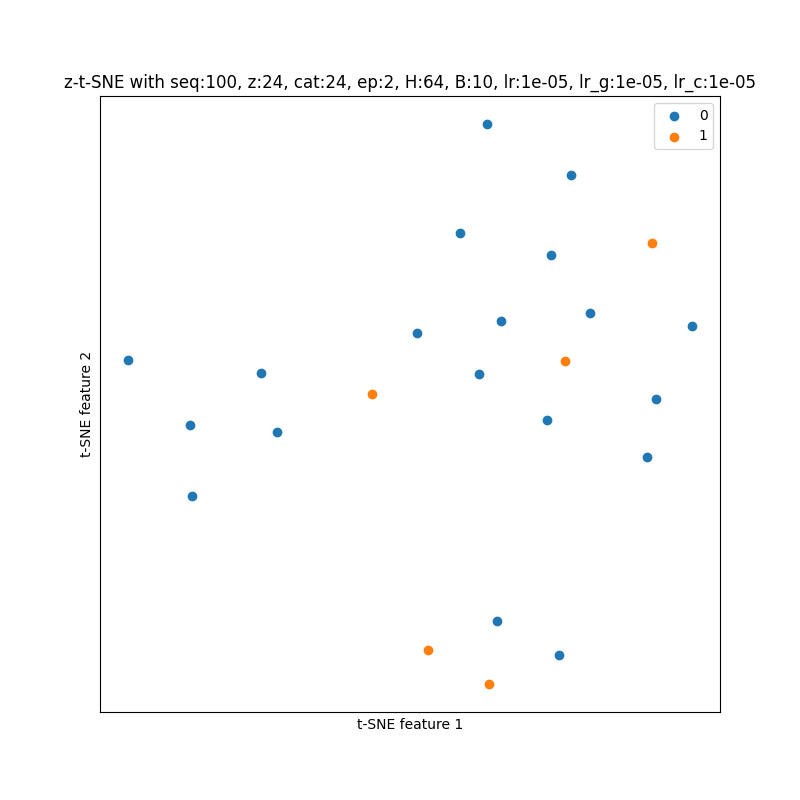 z-t-SNE with seq:100, z:24, cat:24, ep:2, H:64, B:10, lr:1e-05, lr_g:1e-05, lr_c:1e-05
0
1
t-SNE feature 2
t-SNE feature 1